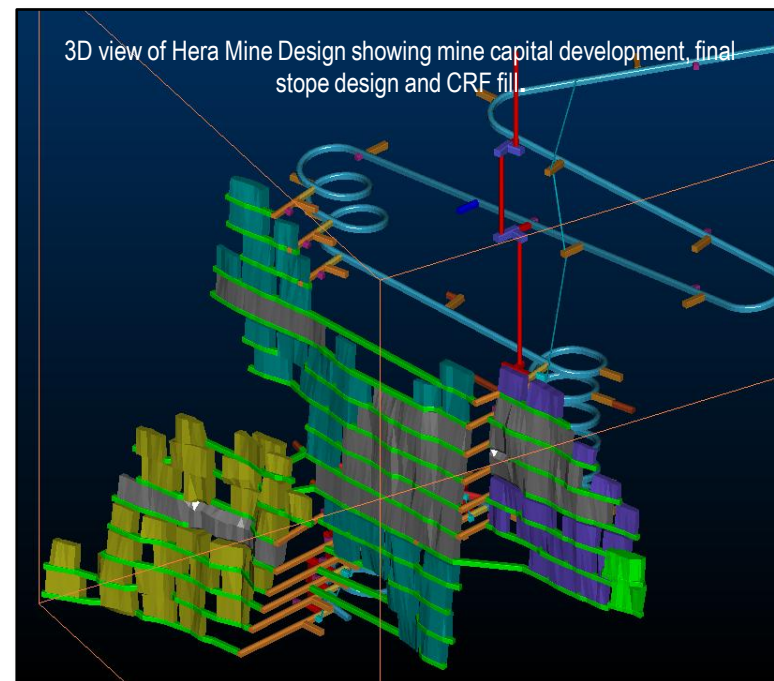 3D view of Hera Mine Design showing mine capital development, final
stope design and CRF fill.